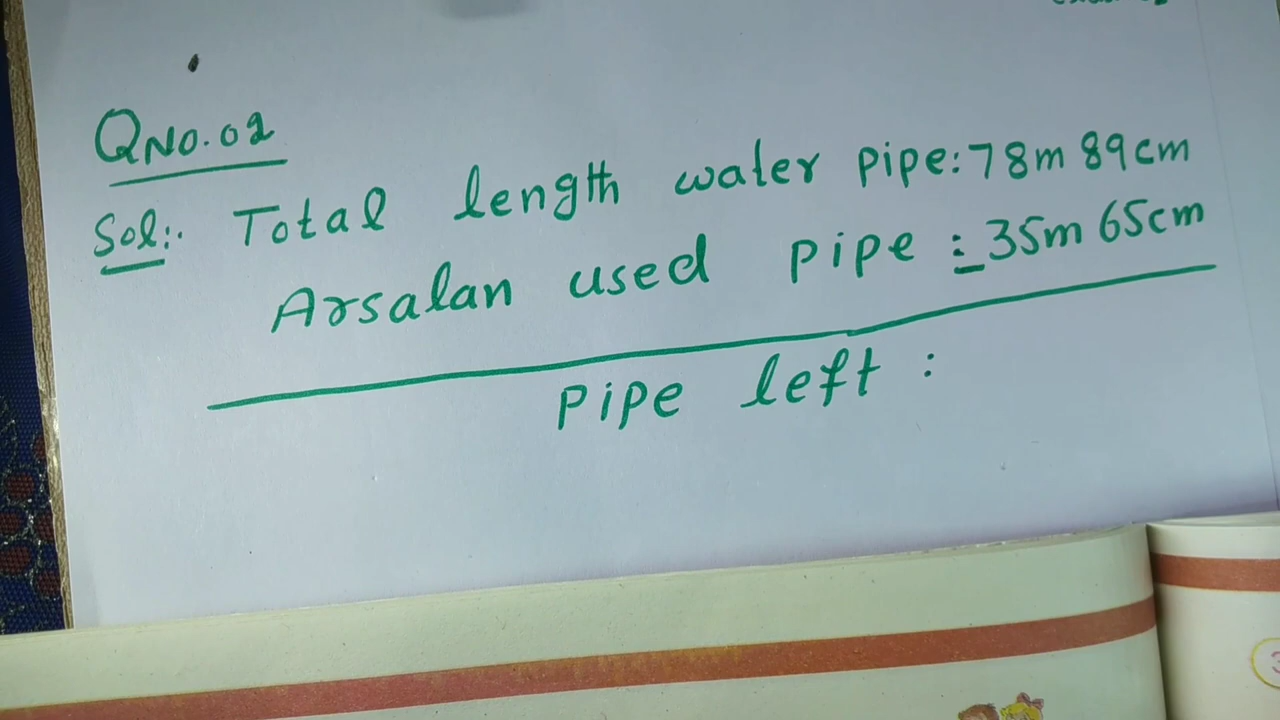 QNO.02
Sol:. Total length water pipe: 78m 89cm
Arsalan used pipe : - 35m 65cm
Pipe left :